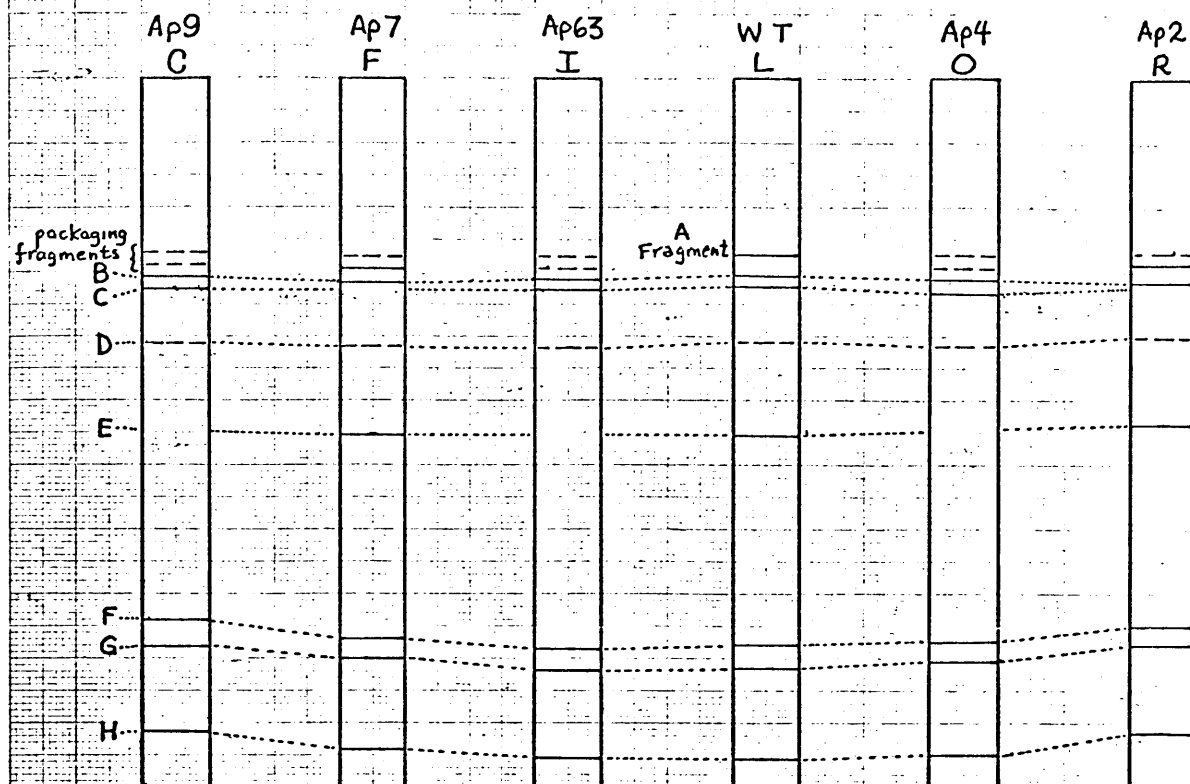 Ap9 Ap7 Ap63 WT Ap4 Ap2
C F I L O R
packaging
fragments
A
Fragment
B
C
D
E
F
G
H